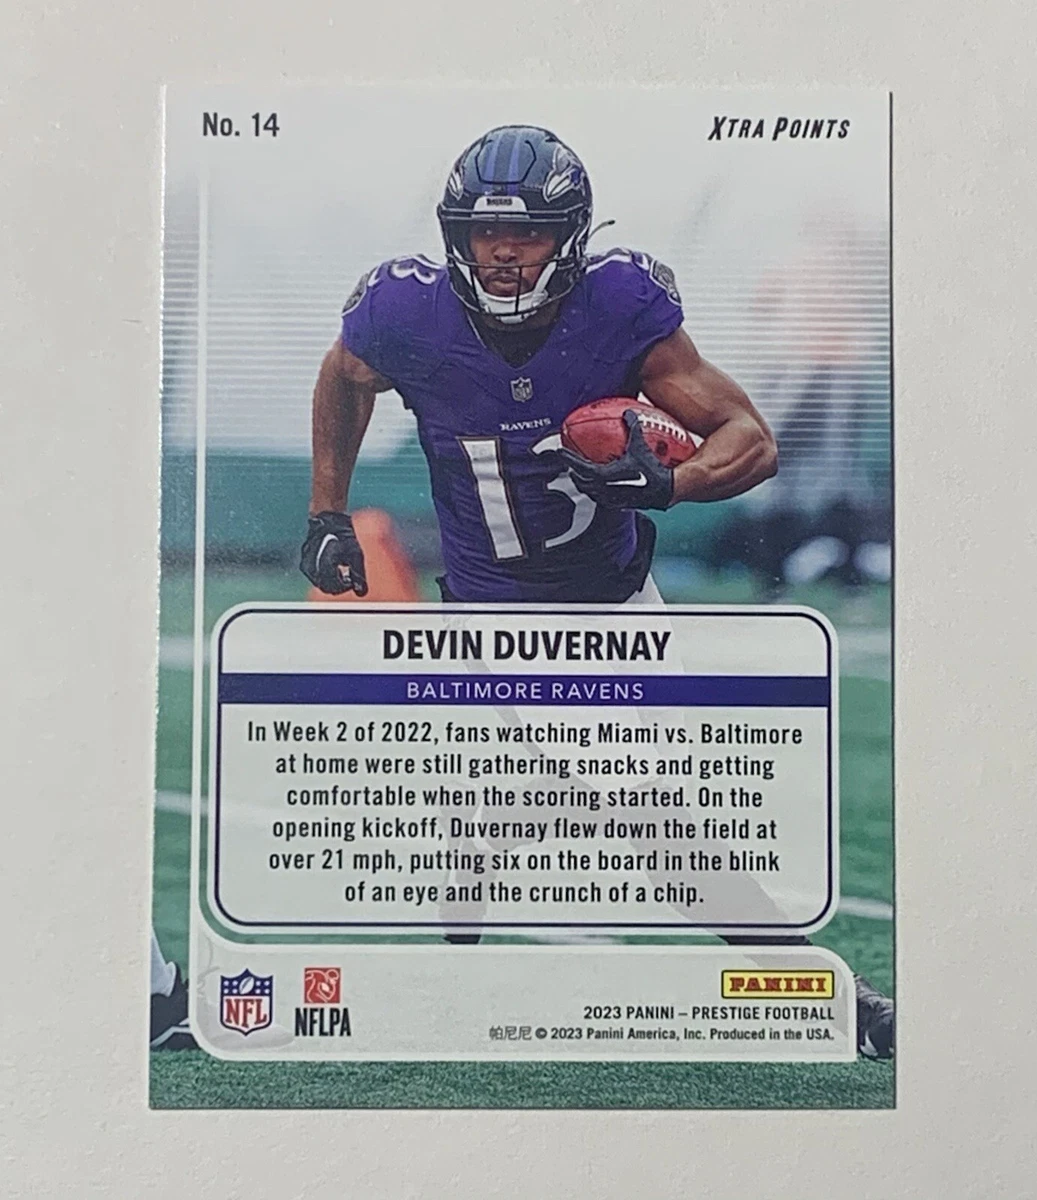 No. 14
XTRA POINTS
RAVENS
13
DEVIN DUVERNAY
BALTIMORE RAVENS
In Week 2 of 2022, fans watching Miami vs. Baltimore
at home were still gathering snacks and getting
comfortable when the scoring started. On the
opening kickoff, Duvernay flew down the field at
over 21 mph, putting six on the board in the blink
of an eye and the crunch of a chip.
NFL
NFLPA
PANINI
2023 PANINI – PRESTIGE FOOTBALL
帕尼尼 © 2023 Panini America, Inc. Produced in the USA.